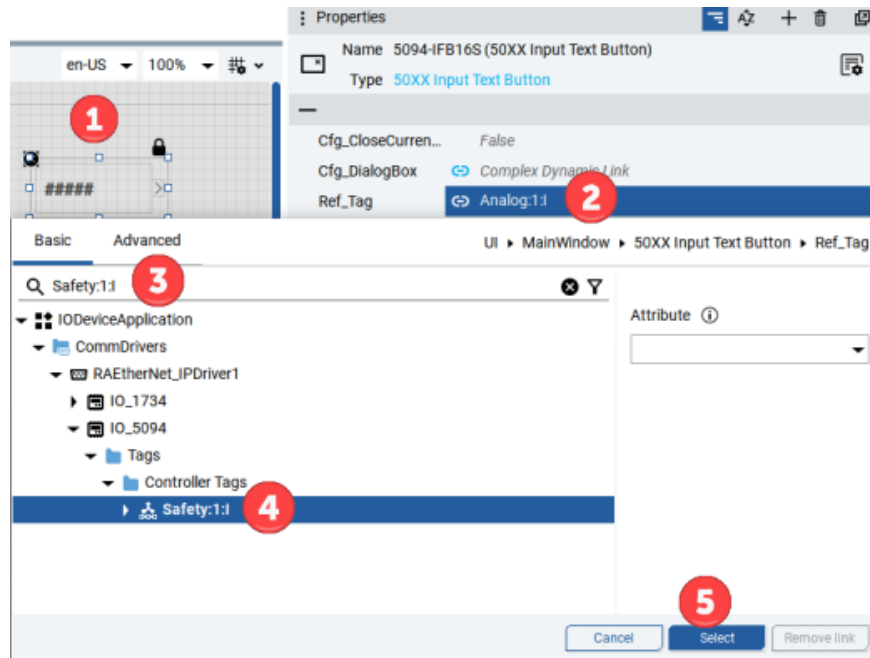 Properties
Name 5094-IFB16S (50XX Input Text Button)
Type 50XX Input Text Button
en-US 100%
1
#####
Cfg_CloseCurren... False
Cfg_DialogBox Complex Dynamic Link
Ref_Tag Analog:1:I
2
Basic Advanced
UI MainWindow 50XX Input Text Button Ref_Tag
3
Safety:1:I
Attribute
IODeviceApplication
CommDrivers
RAEtherNet_IPDriver1
IO_1734
IO_5094
Tags
Controller Tags
Safety:1:I
4
5
Cancel Select Remove link